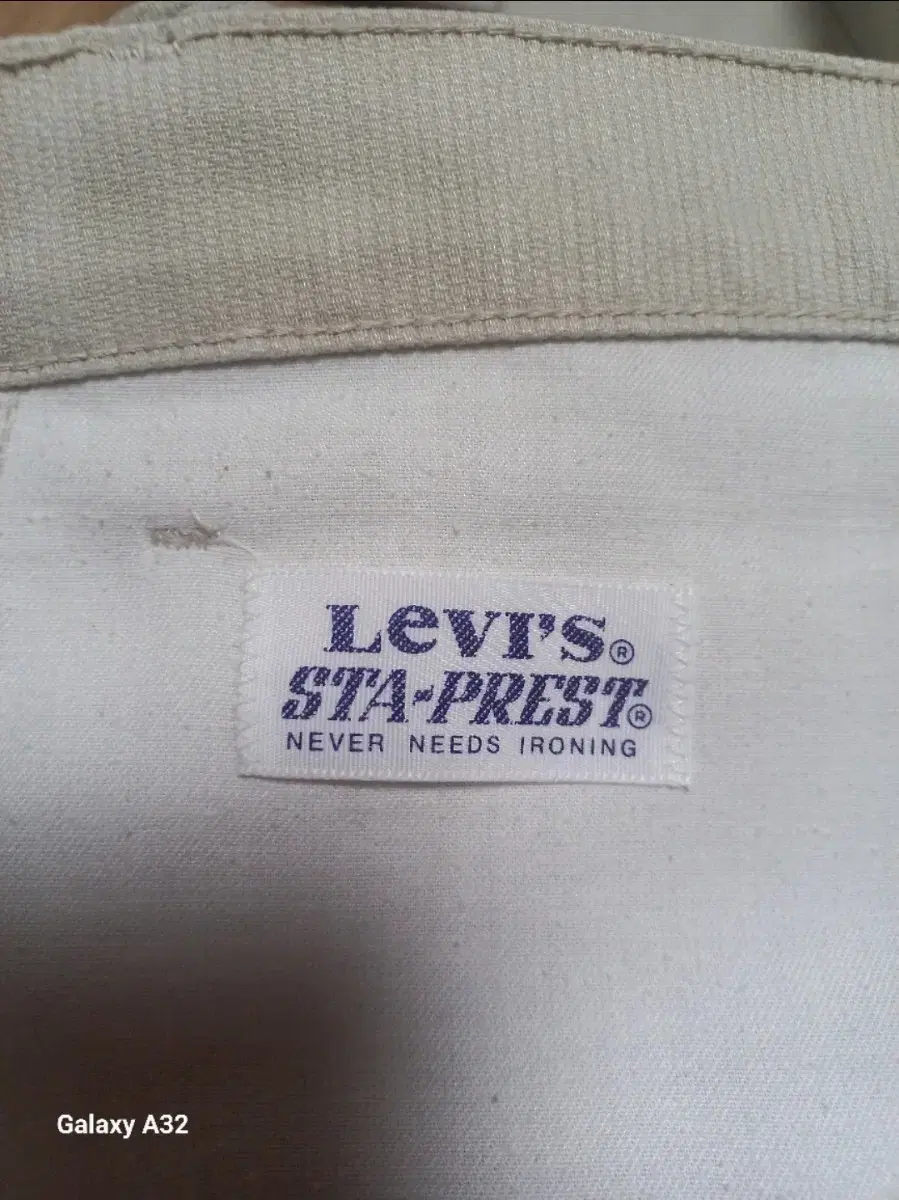 Levi's®
STA-PREST®
NEVER NEEDS IRONING
Galaxy A32